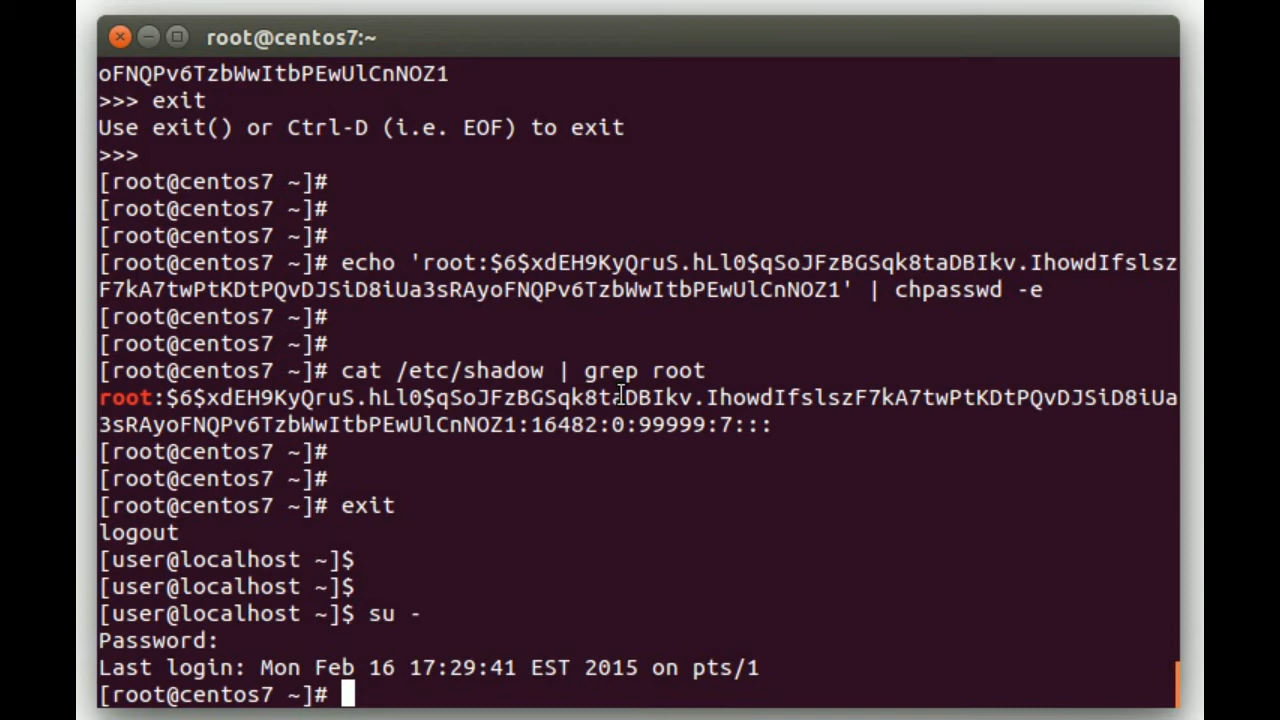 root@centos7:~
oFNQPv6TzbWwItbPEwUlCnNOZ1
>>> exit
Use exit() or Ctrl-D (i.e. EOF) to exit
>>>
[root@centos7 ~]#
[root@centos7 ~]#
[root@centos7 ~]#
[root@centos7 ~]# echo 'root:$6$xdEH9KyQruS.hLl0$qSoJFzBGSqk8taDBIkv.IhowdIfslsz
F7kA7twPtKDtPQvDJSiD8iUa3sRAyoFNQPv6TzbWwItbPEwUlCnNOZ1' | chpasswd -e
[root@centos7 ~]#
[root@centos7 ~]#
[root@centos7 ~]# cat /etc/shadow | grep root
root:$6$xdEH9KyQruS.hLl0$qSoJFzBGSqk8taDBIkv.IhowdIfslszF7kA7twPtKDtPQvDJSiD8iUa
3sRAyoFNQPv6TzbWwItbPEwUlCnNOZ1:16482:0:99999:7:::
[root@centos7 ~]#
[root@centos7 ~]#
[root@centos7 ~]# exit
logout
[user@localhost ~]$
[user@localhost ~]$
[user@localhost ~]$ su -
Password:
Last login: Mon Feb 16 17:29:41 EST 2015 on pts/1
[root@centos7 ~]#